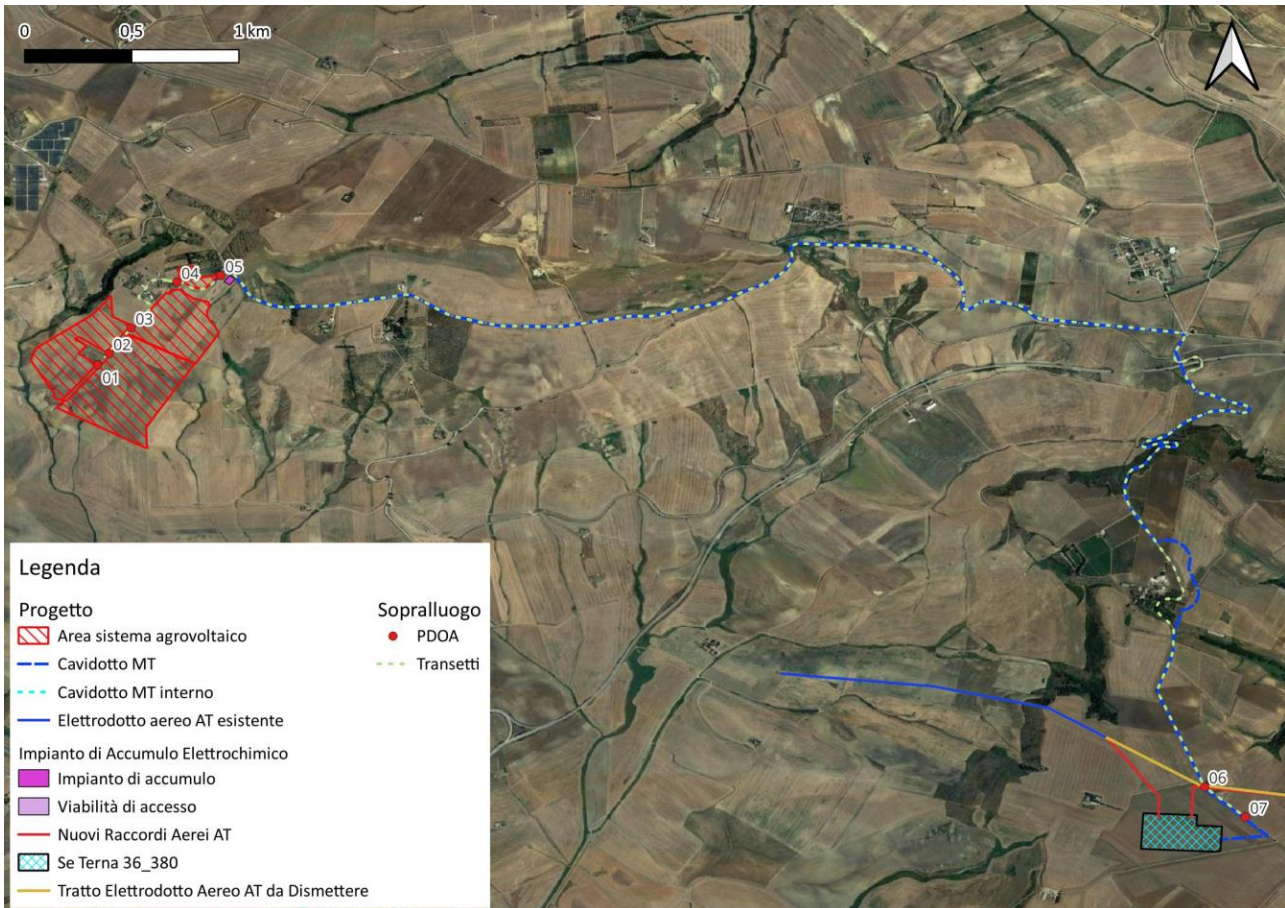 0 0,5 1 km
04
05
03
02
01
06
07
Legenda
Progetto
Area sistema agrovoltaico
Cavidotto MT
Cavidotto MT interno
Elettrodotto aereo AT esistente
Impianto di Accumulo Elettrochimico
Impianto di accumulo
Viabilità di accesso
Nuovi Raccordi Aerei AT
Se Terna 36_380
Tratto Elettrodotto Aereo AT da Dismettere
Sopralluogo
PDOA
Transetti